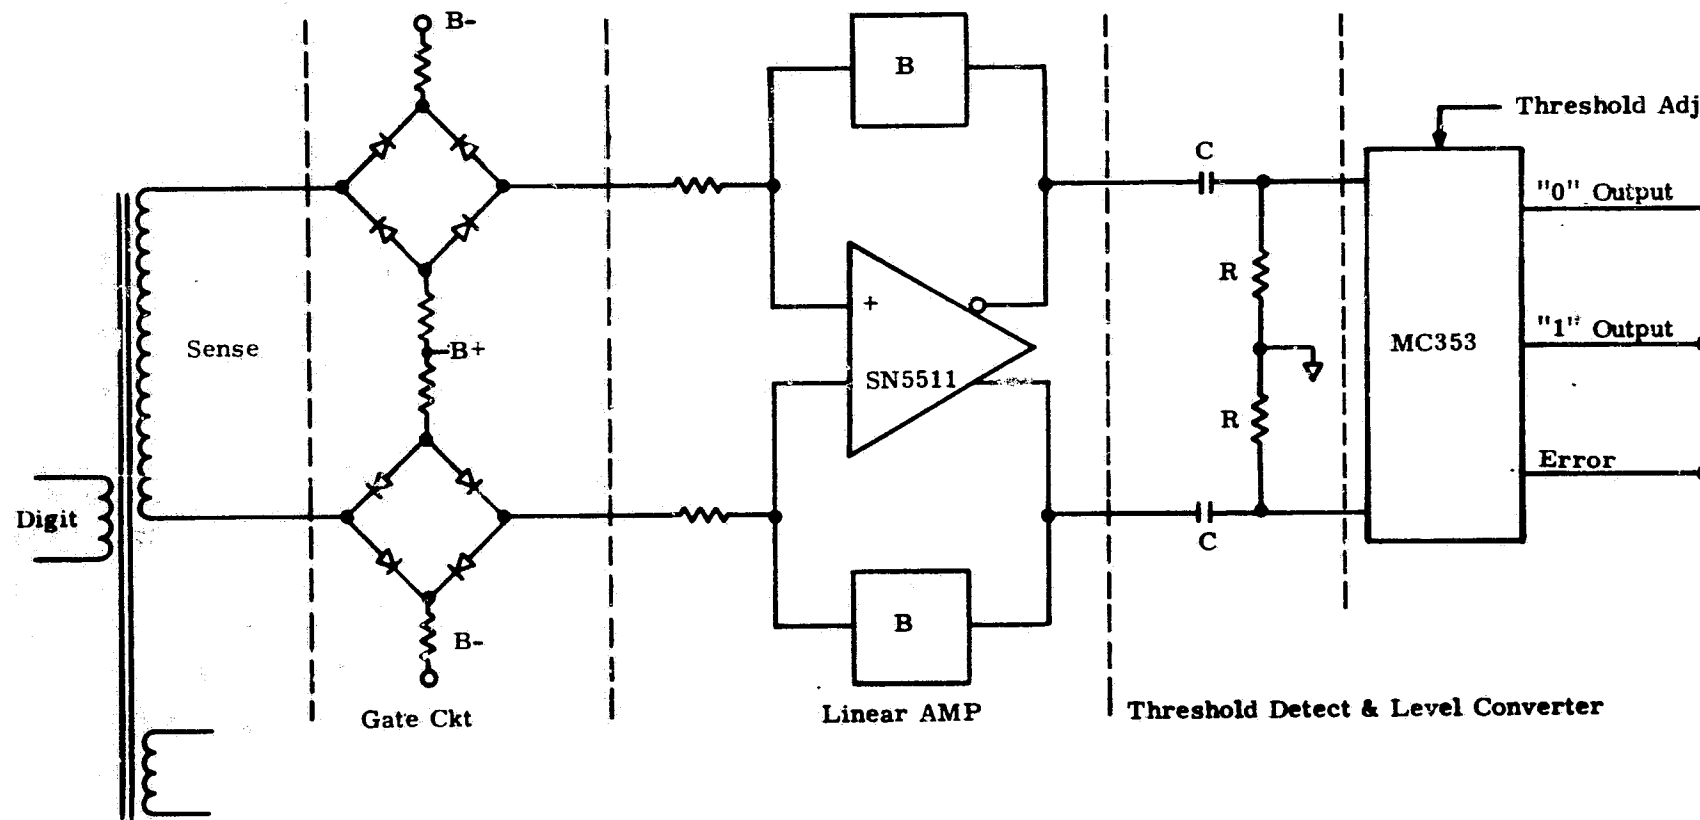 B-
B
Threshold Adj
C
"0" Output
+
R
Sense
B+
"1" Output
MC353
SN5511
R
Error
Digit
C
B
B-
Gate Ckt
Linear AMP
Threshold Detect & Level Converter